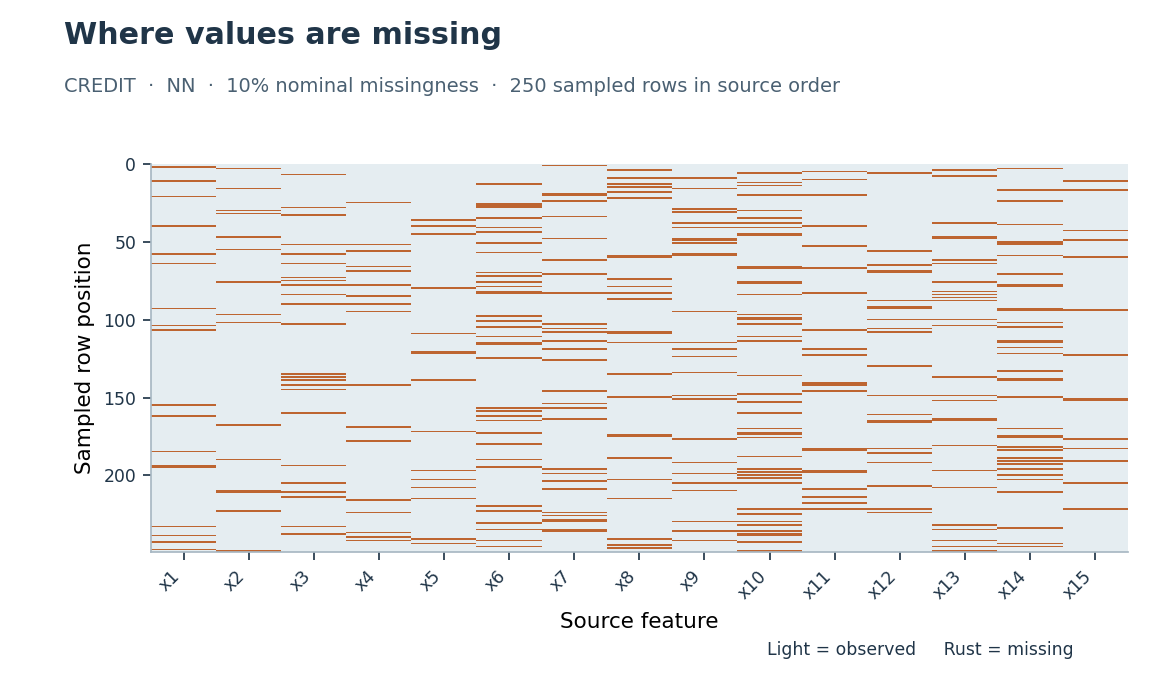 Where values are missing
CREDIT · NN · 10% nominal missingness · 250 sampled rows in source order
0
50
100
150
200
Sampled row position
x1 x2 x3 x4 x5 x6 x7 x8 x9 x10 x11 x12 x13 x14 x15
Source feature
Light = observed Rust = missing